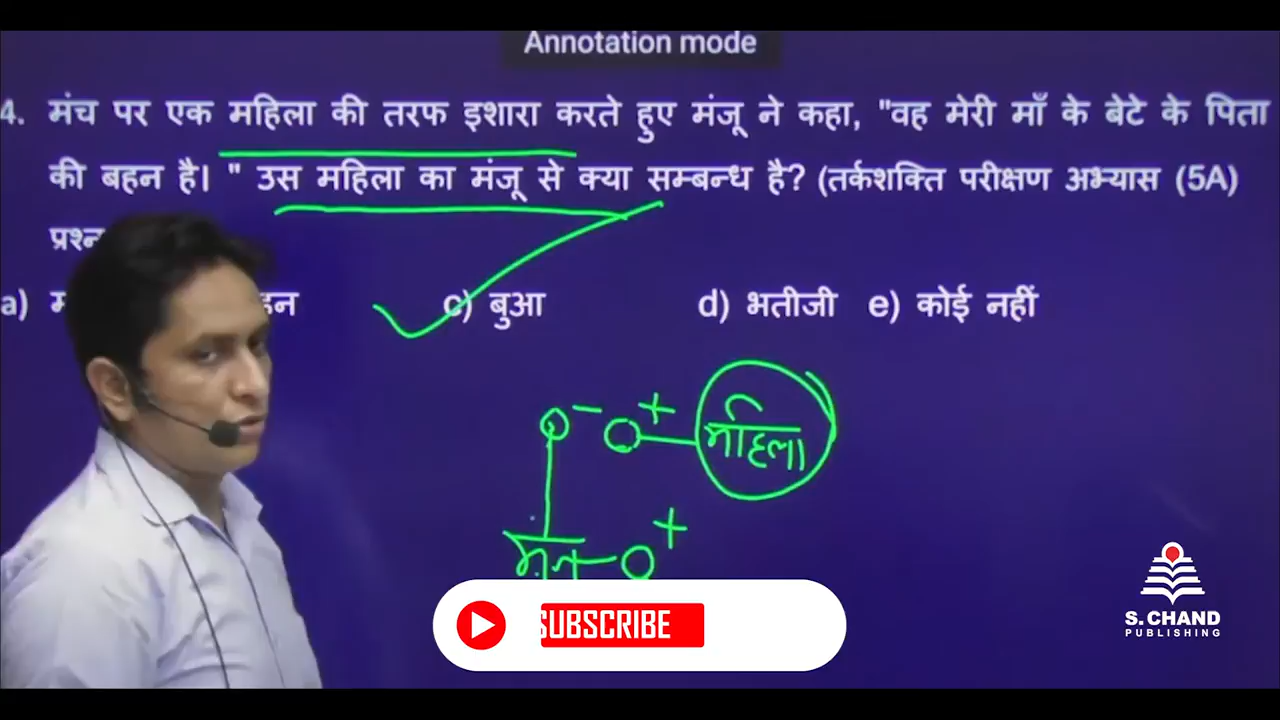 Annotation mode
4. मंच पर एक महिला की तरफ इशारा करते हुए मंजू ने कहा, "वह मेरी माँ के बेटे के पिता
की बहन है। " उस महिला का मंजू से क्या सम्बन्ध है? (तर्कशक्ति परीक्षण अभ्यास (5A)
a) c) बुआ d) भतीजी e) कोई नहीं
महिला
SUBSCRIBE
S. CHAND
PUBLISHING